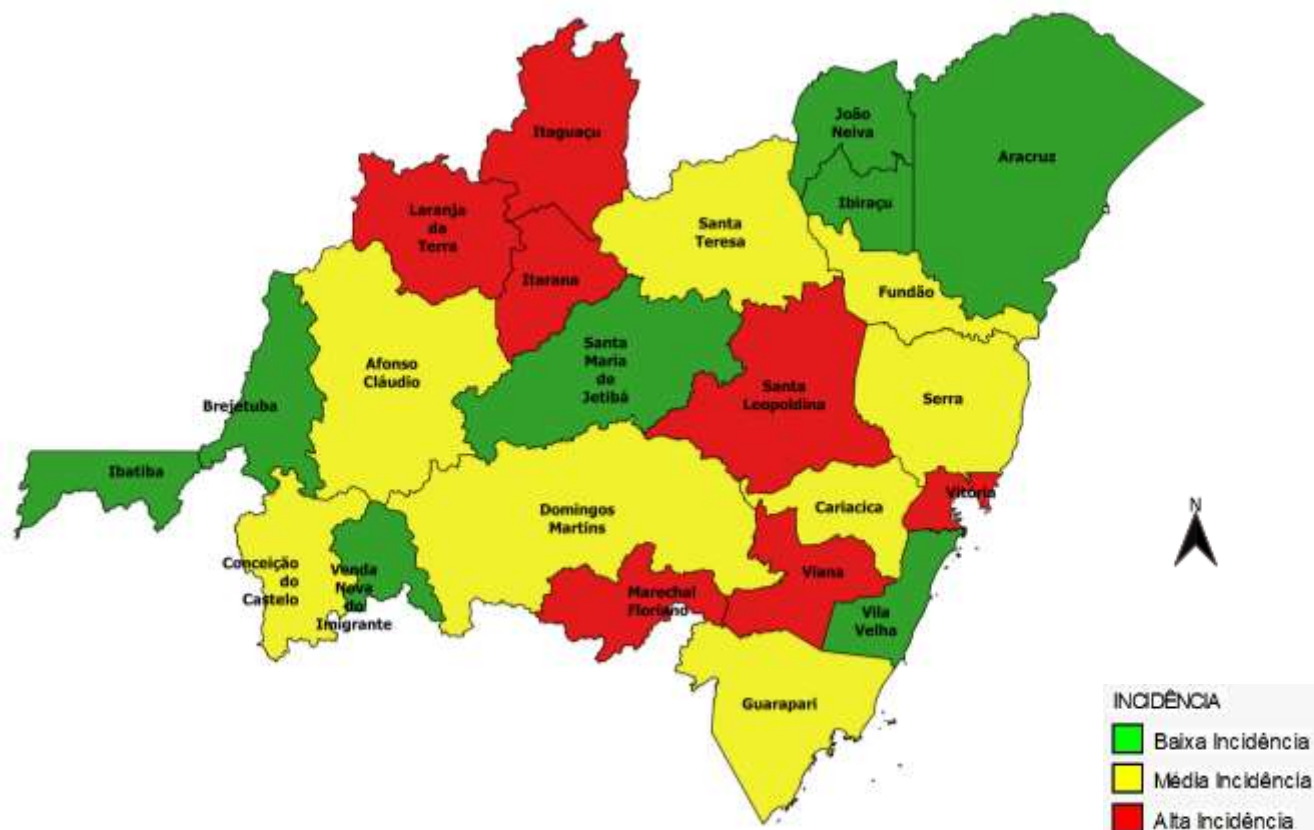 João
Neiva
Itaguaçu
Aracruz
Ibiraçu
Laranja
da
Terra
Santa
Teresa
Itarana
Fundão
Santa
Maria
de
Jetibá
Afonso
Cláudio
Santa
Leopoldina
Serra
Brejetuba
Ibatiba
Vitória
Domingos
Martins
Cariacica
N
Conceição
do
Castelo
Venda
Nova
do
Imigrante
Viana
Marechal
Floriano
Vila
Velha
Guarapari
INCIDÊNCIA
Baixa Incidência
Média Incidência
Alta Incidência